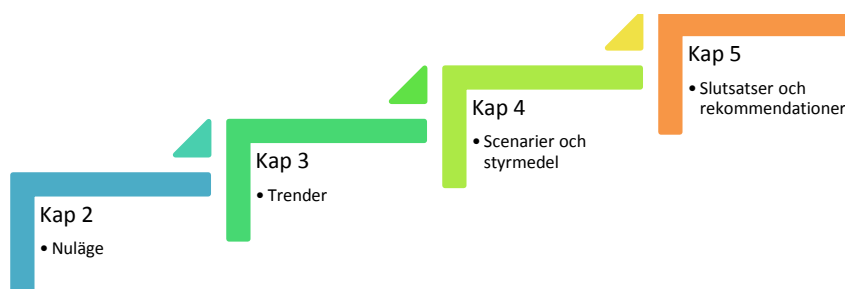 Kap 2
• Nuläge
Kap 3
• Trender
Kap 4
• Scenarier och
styrmedel
Kap 5
• Slutsatser och
rekommendationer